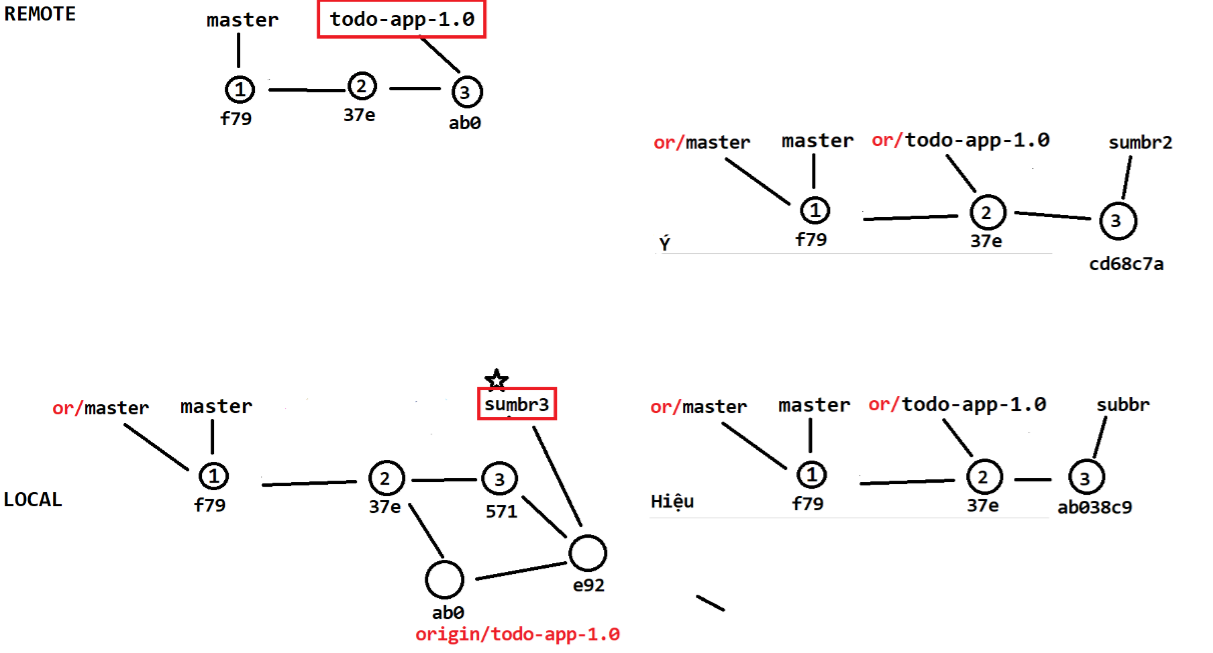 REMOTE
master todo-app-1.0
1 2 3
f79 37e ab0
or/master master or/todo-app-1.0 sumbr2
1 2 3
f79 37e
Ý
cd68c7a
or/master master sumbr3
1 2 3
f79 37e 571
LOCAL
e92
ab0
origin/todo-app-1.0
or/master master or/todo-app-1.0 subbr
1 2 3
Hiệu f79 37e ab038c9